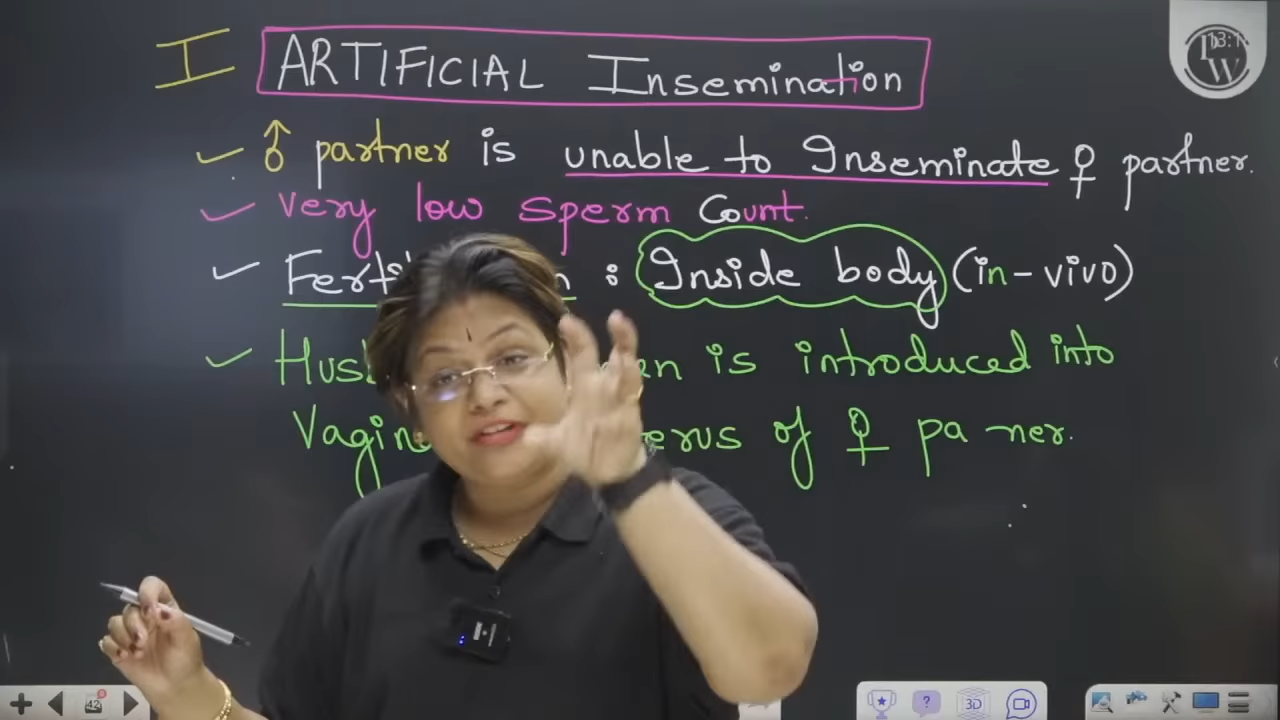 I ARTIFICIAL Insemination
♂ partner is unable to Inseminate ♀ partner.
very low sperm Count.
: Inside body (in-vivo)
is introduced into
of ♀ pa ner.
W
3D